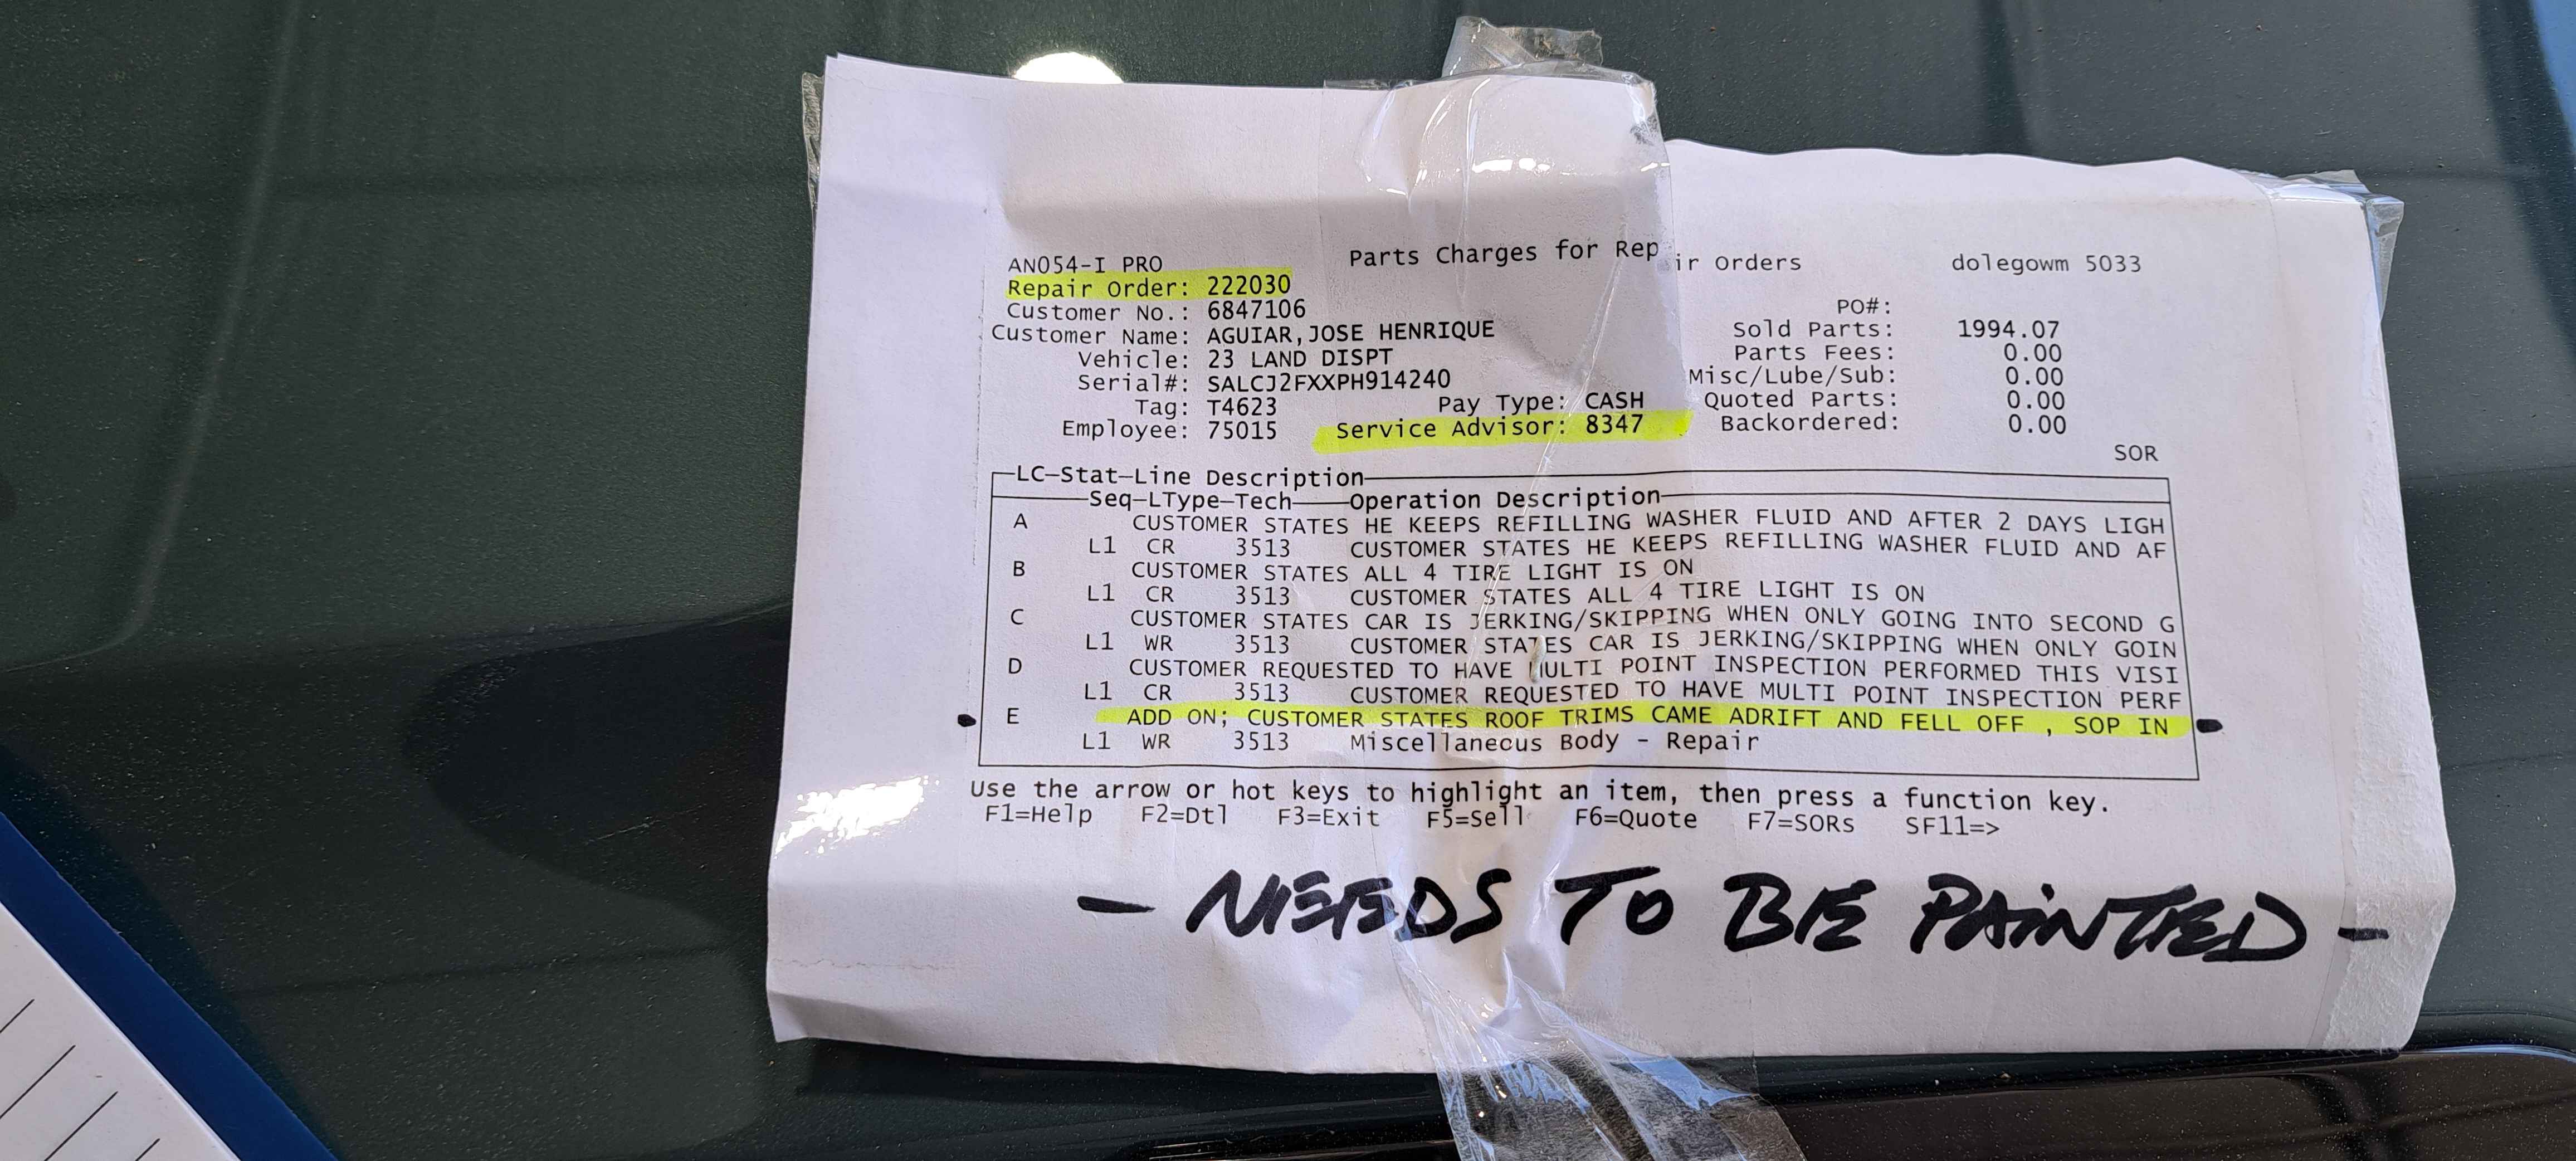 AN054-I PRO Parts Charges for Repair Orders dolegowm 5033
Repair Order: 222030 PO#:
Customer No.: 6847106 Sold Parts: 1994.07
Customer Name: AGUIAR,JOSE HENRIQUE Parts Fees: 0.00
Vehicle: 23 LAND DISPT Misc/Lube/Sub: 0.00
Serial#: SALCJ2FXXPH914240 Quoted Parts: 0.00
Tag: T4623 Pay Type: CASH Backordered: 0.00
Employee: 75015 Service Advisor: 8347
SOR
LC-Stat-Line Description
Seq-LType-Tech Operation Description
A CUSTOMER STATES HE KEEPS REFILLING WASHER FLUID AND AFTER 2 DAYS LIGH
L1 CR 3513 CUSTOMER STATES HE KEEPS REFILLING WASHER FLUID AND AF
B CUSTOMER STATES ALL 4 TIRE LIGHT IS ON
L1 CR 3513 CUSTOMER STATES ALL 4 TIRE LIGHT IS ON
C CUSTOMER STATES CAR IS JERKING/SKIPPING WHEN ONLY GOING INTO SECOND G
L1 WR 3513 CUSTOMER STATES CAR IS JERKING/SKIPPING WHEN ONLY GOIN
D CUSTOMER REQUESTED TO HAVE MULTI POINT INSPECTION PERFORMED THIS VISI
L1 CR 3513 CUSTOMER REQUESTED TO HAVE MULTI POINT INSPECTION PERF
E ADD ON; CUSTOMER STATES ROOF TRIMS CAME ADRIFT AND FELL OFF , SOP IN
L1 WR 3513 Miscellaneous Body - Repair
Use the arrow or hot keys to highlight an item, then press a function key.
F1=Help F2=Dtl F3=Exit F5=Sell F6=Quote F7=SORs SF11=>
- NEEDS TO BE PAINTED -